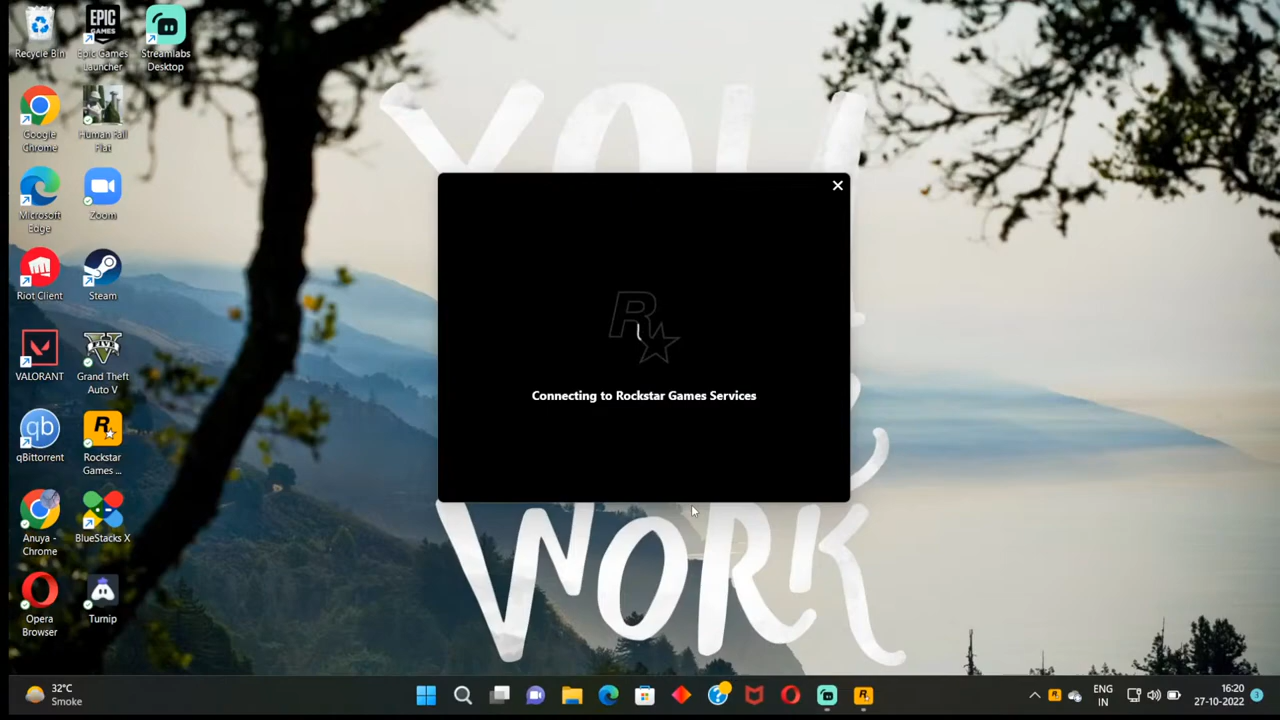 Recycle Bin
EPIC
GAMES
Epic Games
Launcher
Streamlabs
Desktop
Google
Chrome
Human Fall
Flat
Microsoft
Edge
Zoom
Riot Client
Steam
VALORANT
V
Grand Theft
Auto V
qb
qBittorrent
R
Rockstar
Games ...
Anuya -
Chrome
BlueStacks X
Opera
Browser
Turnip
YOU
WORK
R
Connecting to Rockstar Games Services
32°C
Smoke
ENG
IN
16:20
27-10-2022
3